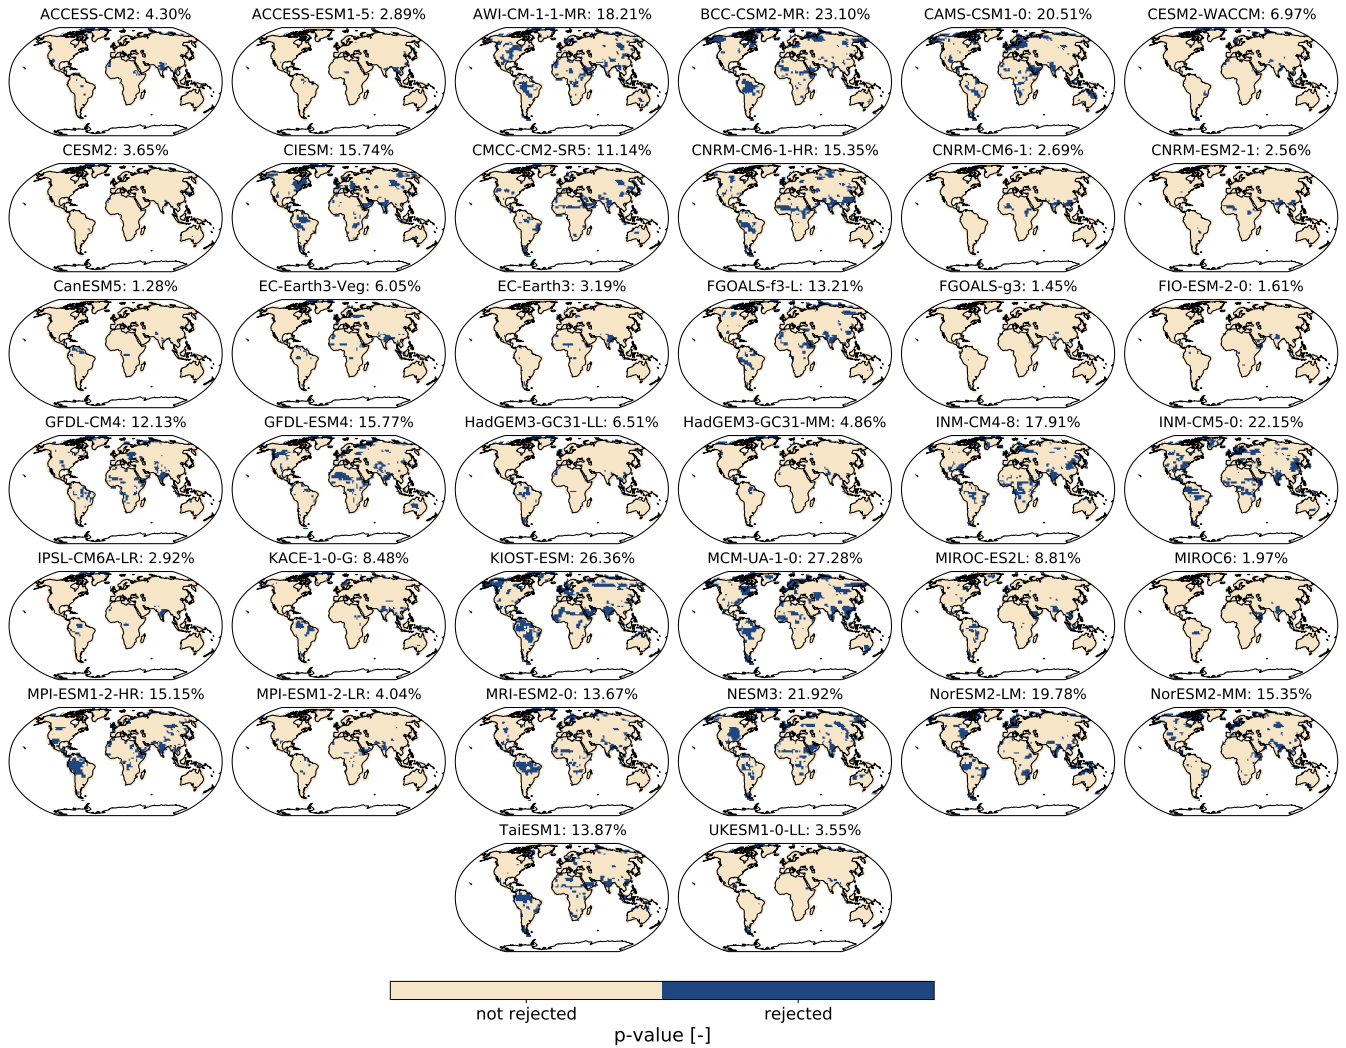 ACCESS-CM2: 4.30%
ACCESS-ESM1-5: 2.89%
AWI-CM-1-1-MR: 18.21%
BCC-CSM2-MR: 23.10%
CAMS-CSM1-0: 20.51%
CESM2-WACCM: 6.97%
CESM2: 3.65%
CIESM: 15.74%
CMCC-CM2-SR5: 11.14%
CNRM-CM6-1-HR: 15.35%
CNRM-CM6-1: 2.69%
CNRM-ESM2-1: 2.56%
CanESM5: 1.28%
EC-Earth3-Veg: 6.05%
EC-Earth3: 3.19%
FGOALS-f3-L: 13.21%
FGOALS-g3: 1.45%
FIO-ESM-2-0: 1.61%
GFDL-CM4: 12.13%
GFDL-ESM4: 15.77%
HadGEM3-GC31-LL: 6.51%
HadGEM3-GC31-MM: 4.86%
INM-CM4-8: 17.91%
INM-CM5-0: 22.15%
IPSL-CM6A-LR: 2.92%
KACE-1-0-G: 8.48%
KIOST-ESM: 26.36%
MCM-UA-1-0: 27.28%
MIROC-ES2L: 8.81%
MIROC6: 1.97%
MPI-ESM1-2-HR: 15.15%
MPI-ESM1-2-LR: 4.04%
MRI-ESM2-0: 13.67%
NESM3: 21.92%
NorESM2-LM: 19.78%
NorESM2-MM: 15.35%
TaiESM1: 13.87%
UKESM1-0-LL: 3.55%
not rejected
rejected
p-value [-]